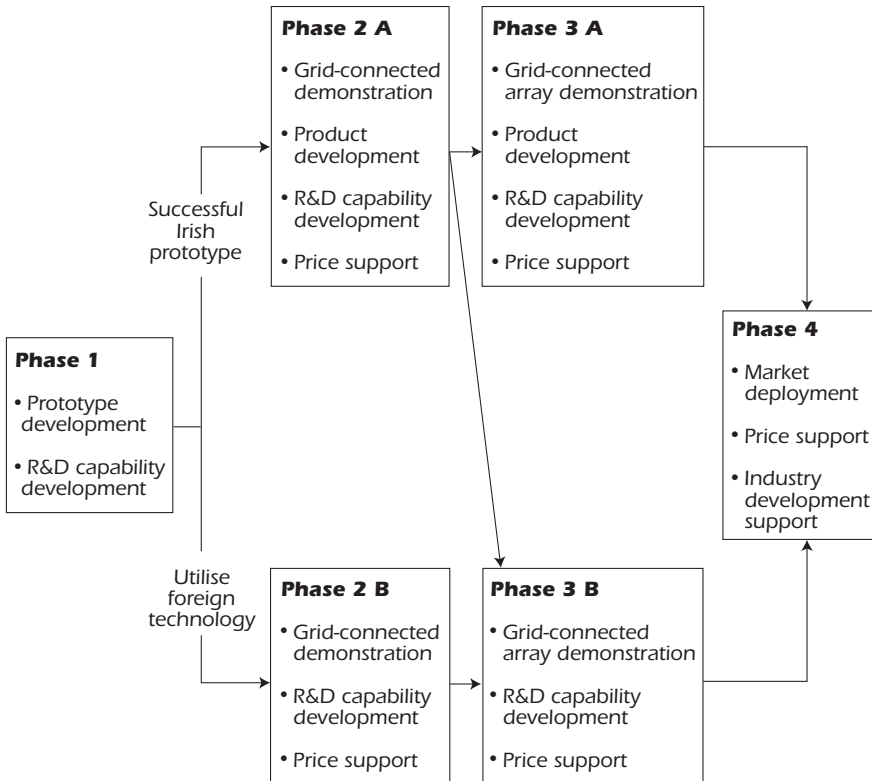 Phase 2 A
• Grid-connected
demonstration
• Product
development
• R&D capability
development
• Price support
Phase 3 A
• Grid-connected
array demonstration
• Product
development
• R&D capability
development
• Price support
Successful
Irish
prototype
Phase 1
• Prototype
development
• R&D capability
development
Phase 4
• Market
deployment
• Price support
• Industry
development
support
Utilise
foreign
technology
Phase 2 B
• Grid-connected
demonstration
• R&D capability
development
• Price support
Phase 3 B
• Grid-connected
array demonstration
• R&D capability
development
• Price support